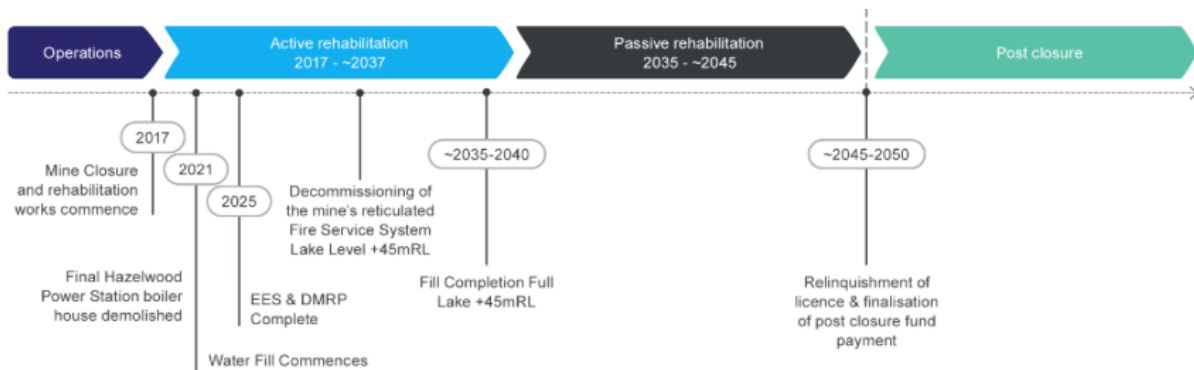 Operations
Active rehabilitation
2017 - ~2037
Passive rehabilitation
2035 - ~2045
Post closure
2017
Mine Closure
and rehabilitation
works commence
2021
Final Hazelwood
Power Station boiler
house demolished
Water Fill Commences
2025
EES & DMRP
Complete
Decommissioning of
the mine's reticulated
Fire Service System
Lake Level +45mRL
~2035-2040
Fill Completion Full
Lake +45mRL
~2045-2050
Relinquishment of
licence & finalisation
of post closure fund
payment